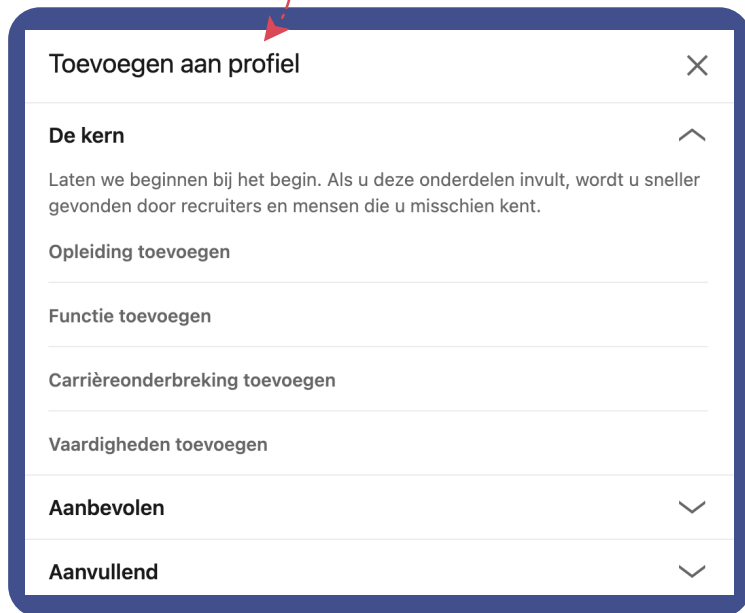 Toevoegen aan profiel
De kern
Laten we beginnen bij het begin. Als u deze onderdelen invult, wordt u sneller
gevonden door recruiters en mensen die u misschien kent.
Opleiding toevoegen
Functie toevoegen
Carrièreonderbreking toevoegen
Vaardigheden toevoegen
Aanbevolen
Aanvullend